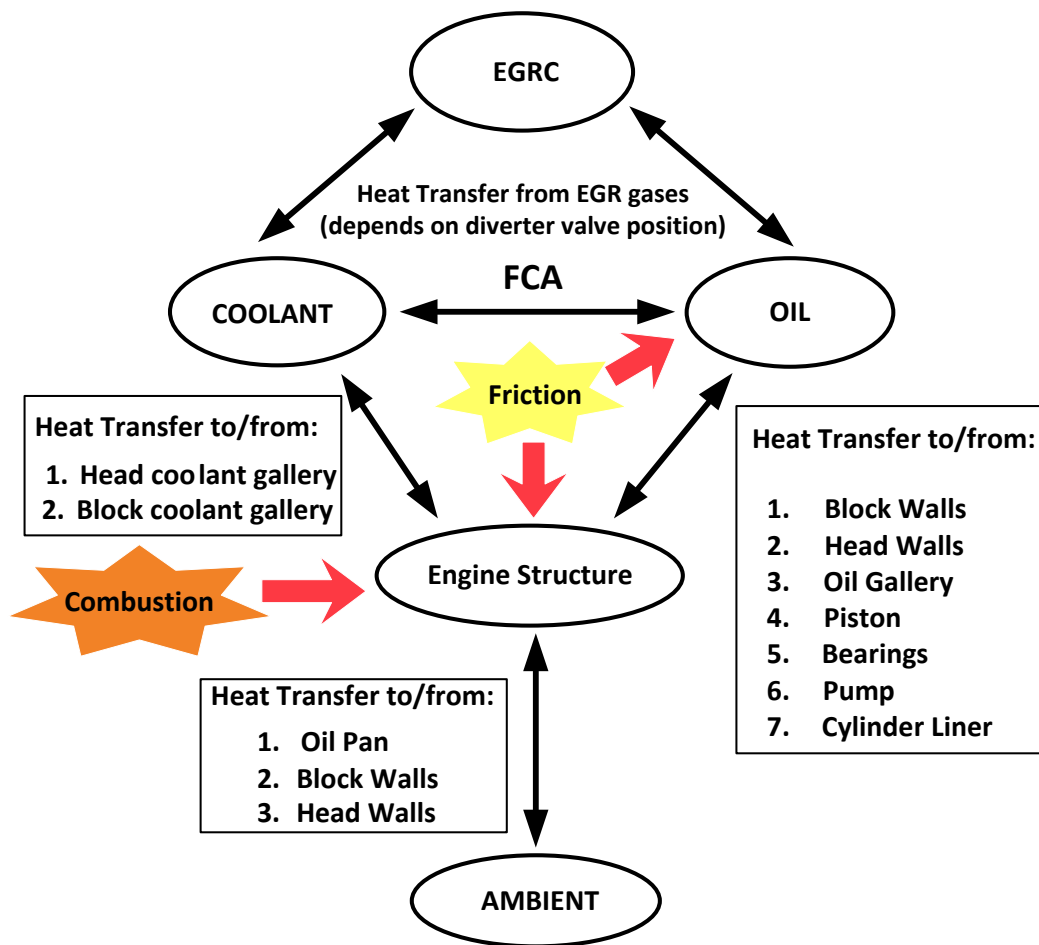 EGRC
Heat Transfer from EGR gases
(depends on diverter valve position)
FCA
COOLANT
OIL
Friction
Heat Transfer to/from:
1. Head coolant gallery
2. Block coolant gallery
Heat Transfer to/from:
1. Block Walls
2. Head Walls
3. Oil Gallery
4. Piston
5. Bearings
6. Pump
7. Cylinder Liner
Engine Structure
Combustion
Heat Transfer to/from:
1. Oil Pan
2. Block Walls
3. Head Walls
AMBIENT